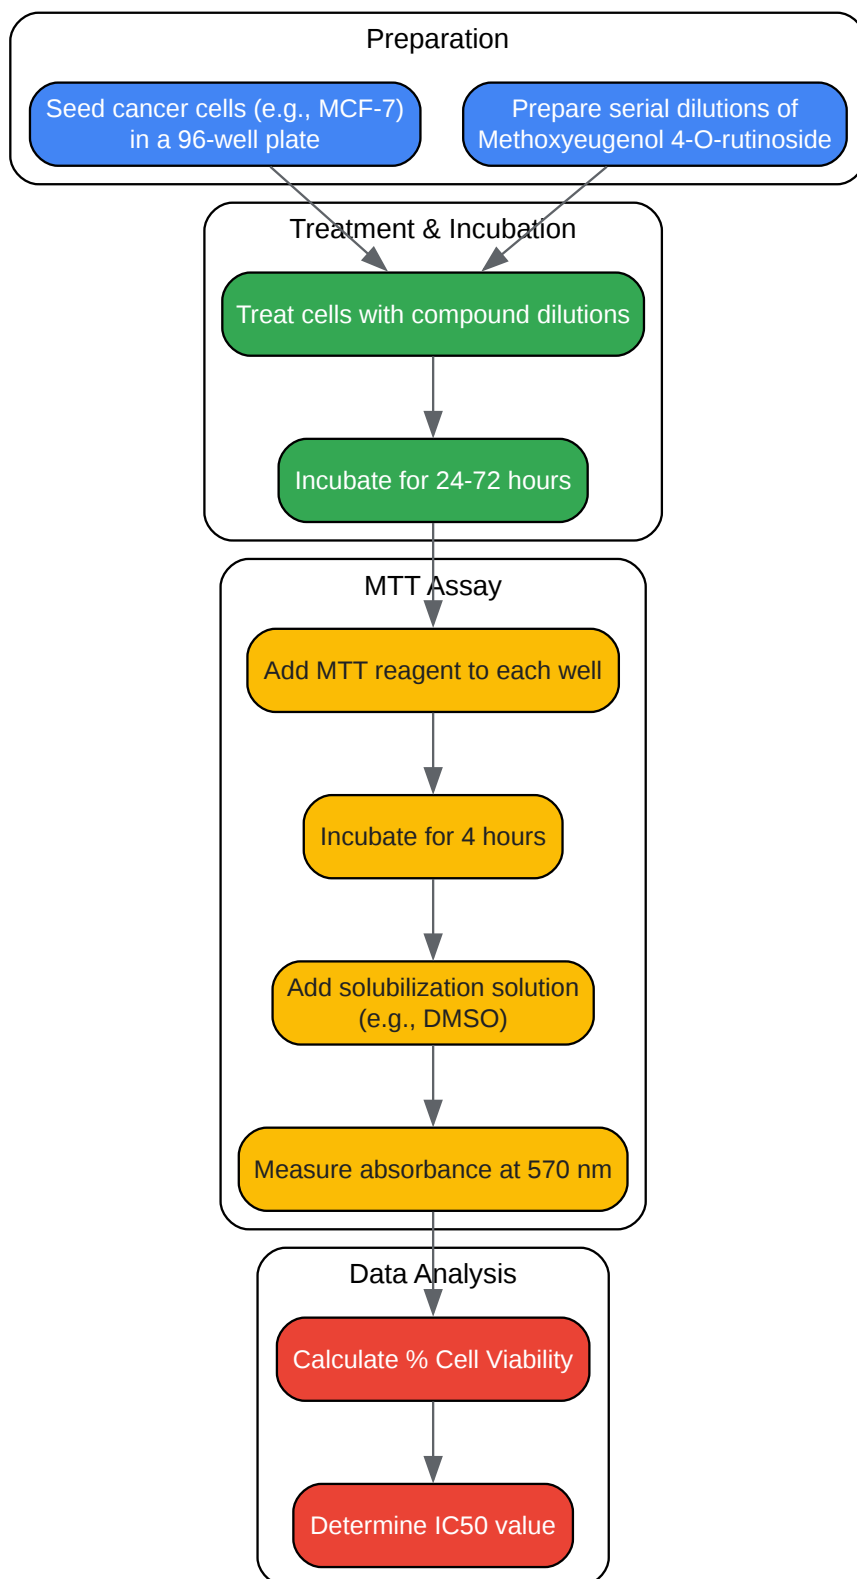 Preparation
Seed cancer cells (e.g., MCF-7)
in a 96-well plate
Prepare serial dilutions of
Methoxyeugenol 4-O-rutinoside
Treatment & Incubation
Treat cells with compound dilutions
Incubate for 24-72 hours
MTT Assay
Add MTT reagent to each well
Incubate for 4 hours
Add solubilization solution
(e.g., DMSO)
Measure absorbance at 570 nm
Data Analysis
Calculate % Cell Viability
Determine IC50 value